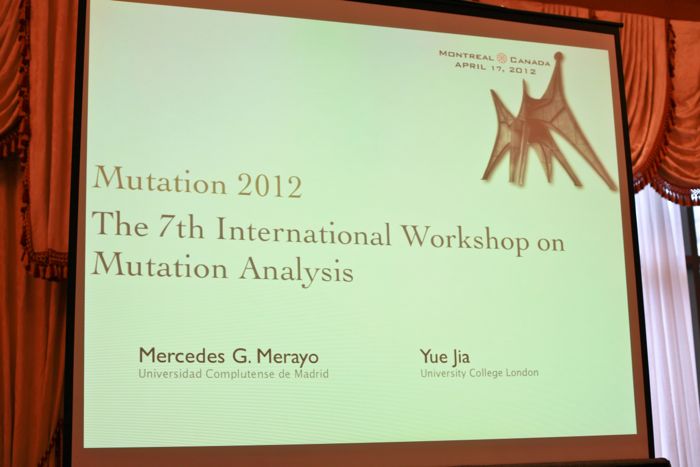 MONTREAL CANADA
APRIL 17, 2012
Mutation 2012
The 7th International Workshop on
Mutation Analysis
Mercedes G. Merayo
Universidad Complutense de Madrid
Yue Jia
University College London